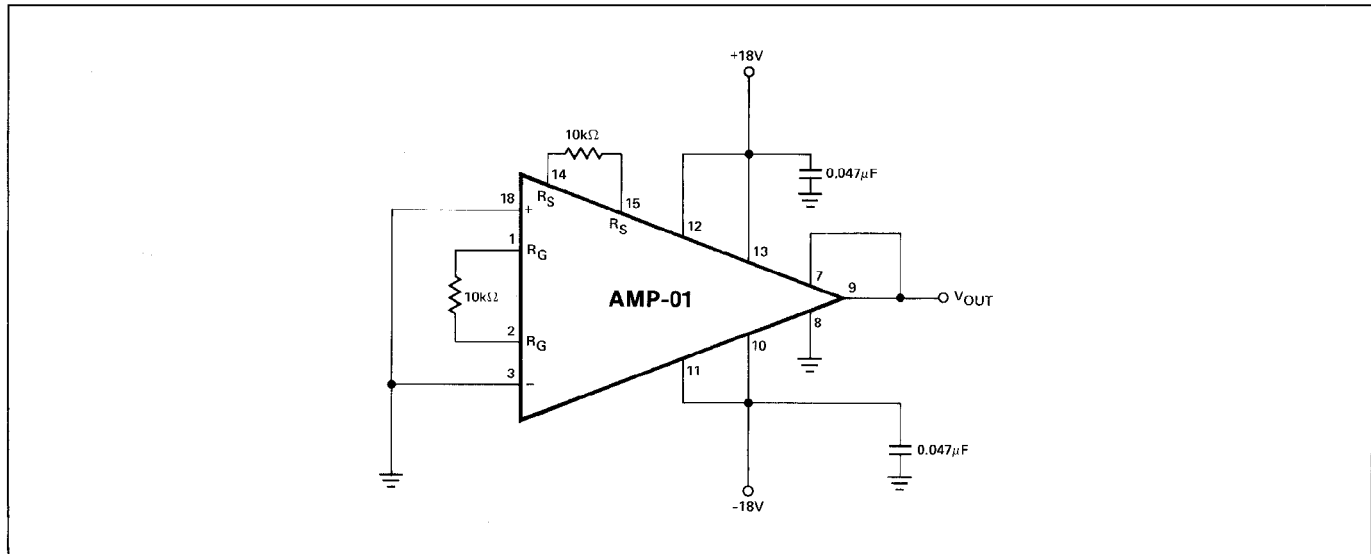 +18V
10kΩ
0.047µF
14
15
18
+
R_S
R_S
12
1
R_G
13
7
10kΩ
AMP-01
9
V_OUT
8
2
R_G
10
3
−
11
0.047µF
−18V